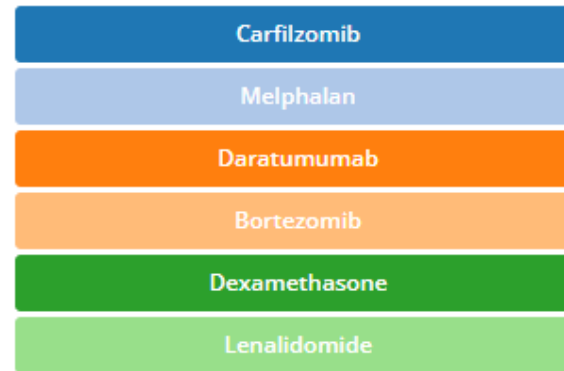 Carfilzomib
Melphalan
Daratumumab
Bortezomib
Dexamethasone
Lenalidomide